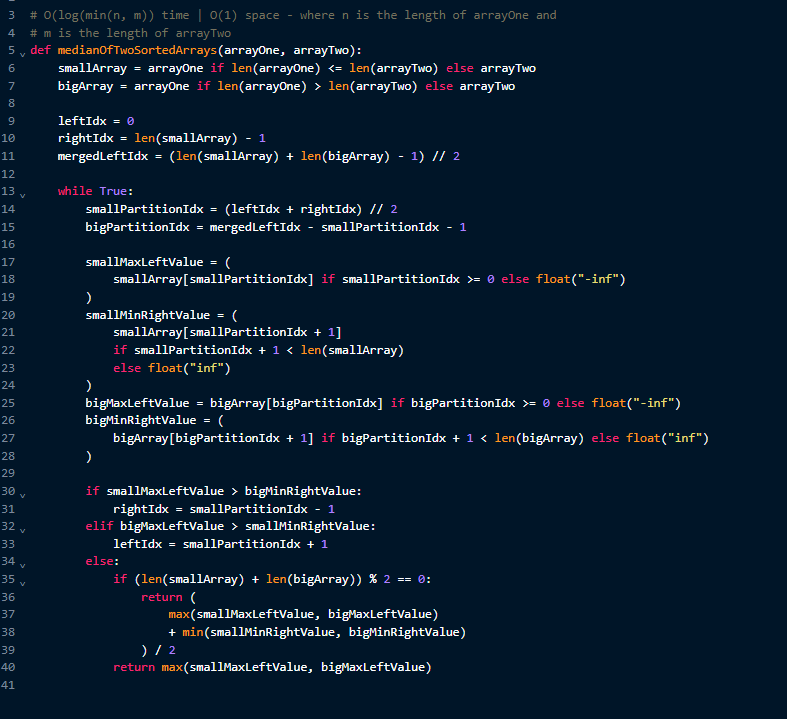 3 # O(log(min(n, m)) time | O(1) space - where n is the length of arrayOne and
4 # m is the length of arrayTwo
5 def medianOfTwoSortedArrays(arrayOne, arrayTwo):
6     smallArray = arrayOne if len(arrayOne) <= len(arrayTwo) else arrayTwo
7     bigArray = arrayOne if len(arrayOne) > len(arrayTwo) else arrayTwo
8
9     leftIdx = 0
10     rightIdx = len(smallArray) - 1
11     mergedLeftIdx = (len(smallArray) + len(bigArray) - 1) // 2
12
13     while True:
14         smallPartitionIdx = (leftIdx + rightIdx) // 2
15         bigPartitionIdx = mergedLeftIdx - smallPartitionIdx - 1
16
17         smallMaxLeftValue = (
18             smallArray[smallPartitionIdx] if smallPartitionIdx >= 0 else float("-inf")
19         )
20         smallMinRightValue = (
21             smallArray[smallPartitionIdx + 1]
22             if smallPartitionIdx + 1 < len(smallArray)
23             else float("inf")
24         )
25         bigMaxLeftValue = bigArray[bigPartitionIdx] if bigPartitionIdx >= 0 else float("-inf")
26         bigMinRightValue = (
27             bigArray[bigPartitionIdx + 1] if bigPartitionIdx + 1 < len(bigArray) else float("inf")
28         )
29
30         if smallMaxLeftValue > bigMinRightValue:
31             rightIdx = smallPartitionIdx - 1
32         elif bigMaxLeftValue > smallMinRightValue:
33             leftIdx = smallPartitionIdx + 1
34         else:
35             if (len(smallArray) + len(bigArray)) % 2 == 0:
36                 return (
37                     max(smallMaxLeftValue, bigMaxLeftValue)
38                     + min(smallMinRightValue, bigMinRightValue)
39                 ) / 2
40             return max(smallMaxLeftValue, bigMaxLeftValue)
41